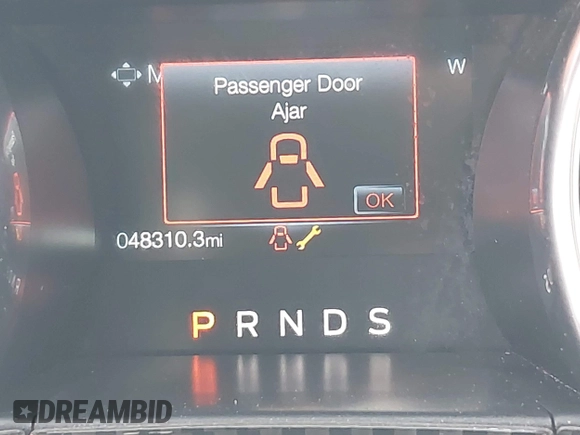 M
W
Passenger Door
Ajar
OK
048310.3mi
P R N D S
DREAMBID